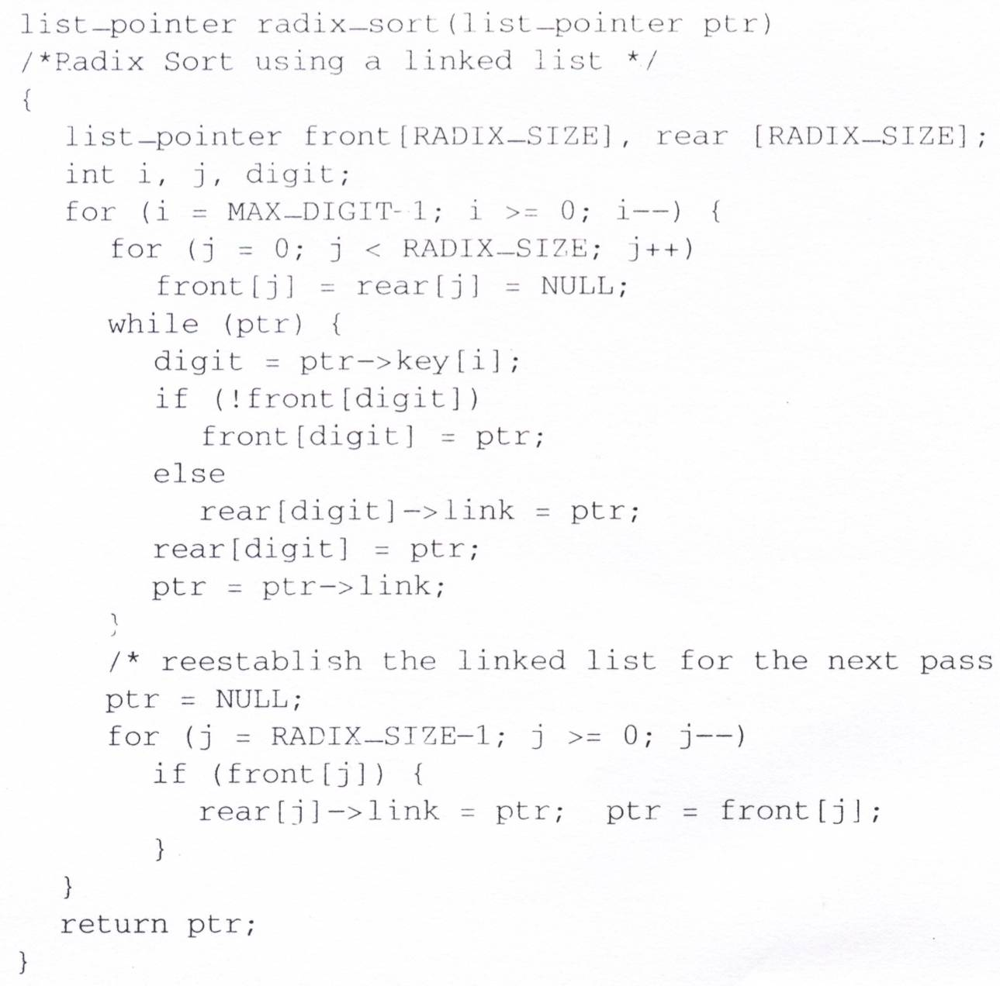 list_pointer radix_sort(list_pointer ptr)
/*Radix Sort using a linked list */
{
   list_pointer front[RADIX_SIZE], rear [RADIX_SIZE];
   int i, j, digit;
   for (i = MAX_DIGIT-1; i >= 0; i--) {
      for (j = 0; j < RADIX_SIZE; j++)
         front[j] = rear[j] = NULL;
      while (ptr) {
         digit = ptr->key[i];
         if (!front[digit])
            front[digit] = ptr;
         else
            rear[digit]->link = ptr;
         rear[digit] = ptr;
         ptr = ptr->link;
      }
      /* reestablish the linked list for the next pass
      ptr = NULL;
      for (j = RADIX_SIZE-1; j >= 0; j--)
         if (front[j]) {
            rear[j]->link = ptr;  ptr = front[j];
         }
   }
   return ptr;
}